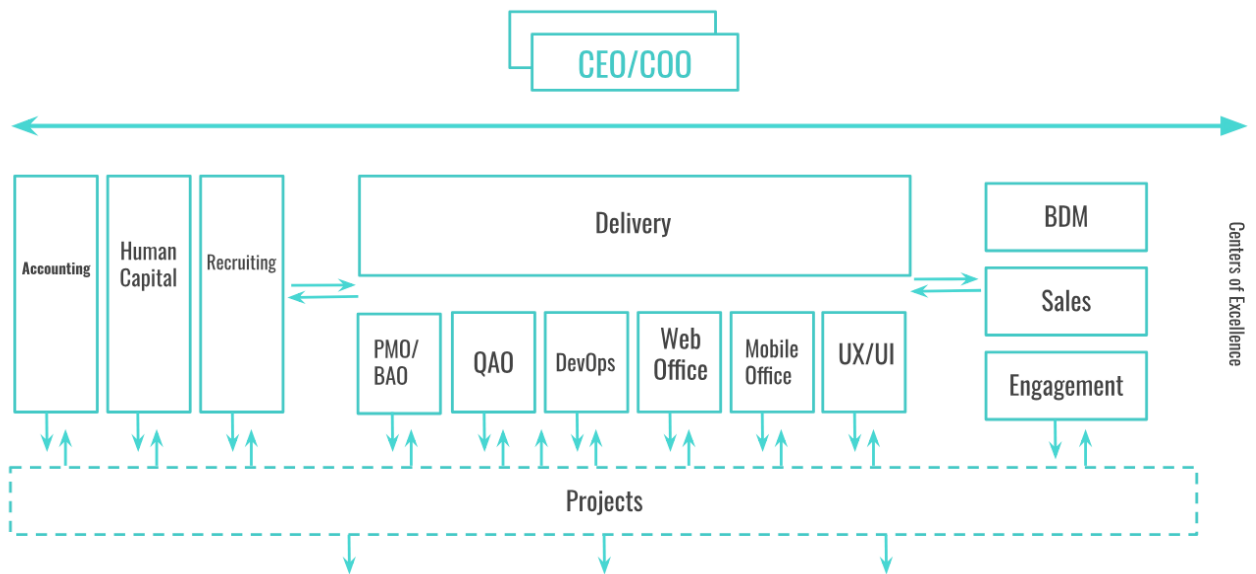 CEO/COO
Accounting
Human
Capital
Recruiting
Delivery
BDM
Sales
Engagement
Centers of Excellence
PMO/
BAO
QAO
DevOps
Web
Office
Mobile
Office
UX/UI
Projects